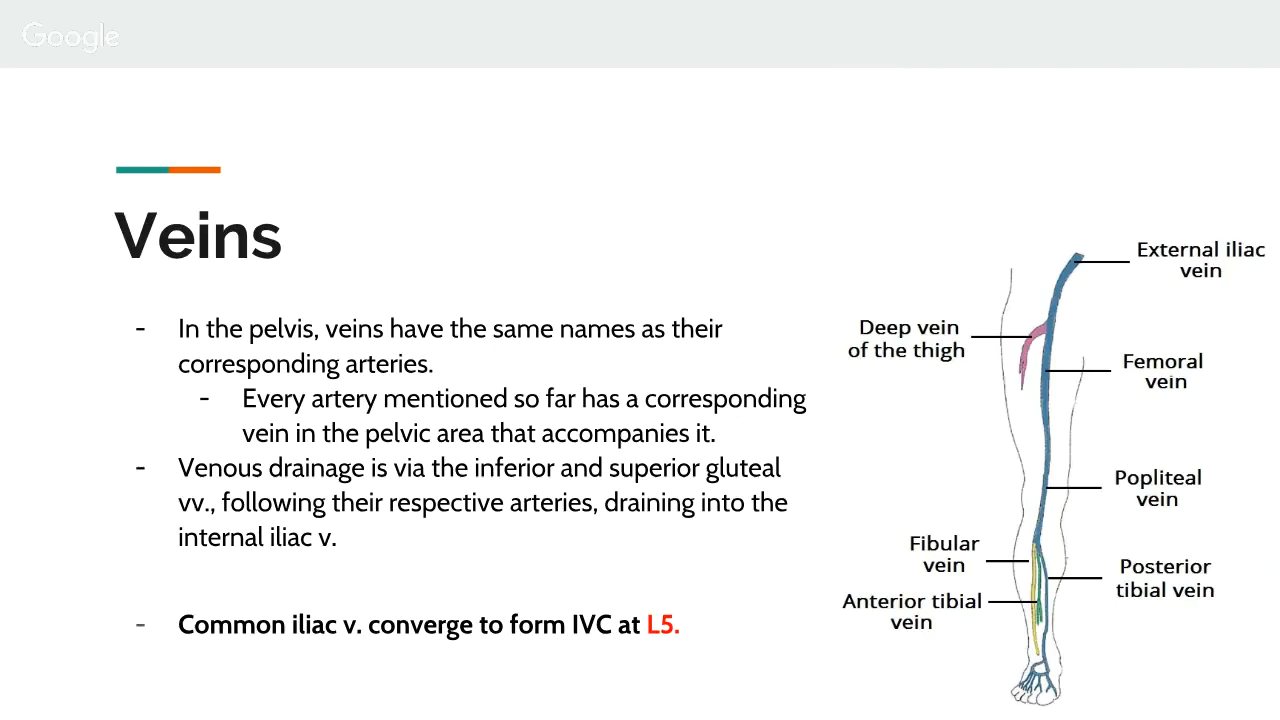 Google
Veins
- In the pelvis, veins have the same names as their
corresponding arteries.
- Every artery mentioned so far has a corresponding
vein in the pelvic area that accompanies it.
- Venous drainage is via the inferior and superior gluteal
vv., following their respective arteries, draining into the
internal iliac v.
- Common iliac v. converge to form IVC at L5.
External iliac
vein
Deep vein
of the thigh
Femoral
vein
Popliteal
vein
Fibular
vein
Posterior
tibial vein
Anterior tibial
vein